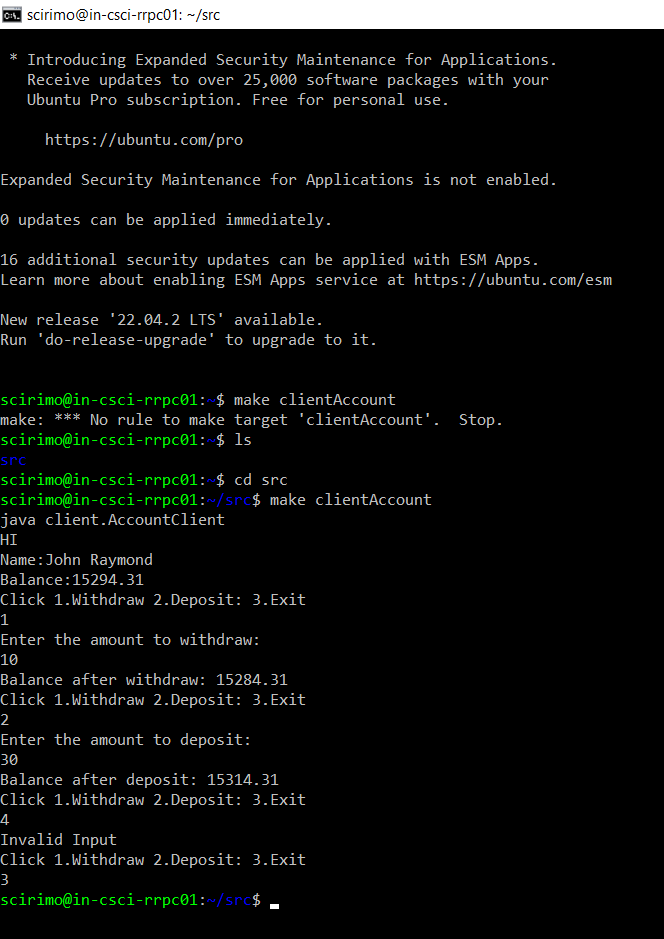 scirimo@in-csci-rrpc01: ~/src
* Introducing Expanded Security Maintenance for Applications.
Receive updates to over 25,000 software packages with your
Ubuntu Pro subscription. Free for personal use.
https://ubuntu.com/pro
Expanded Security Maintenance for Applications is not enabled.
0 updates can be applied immediately.
16 additional security updates can be applied with ESM Apps.
Learn more about enabling ESM Apps service at https://ubuntu.com/esm
New release '22.04.2 LTS' available.
Run 'do-release-upgrade' to upgrade to it.
scirimo@in-csci-rrpc01:~$ make clientAccount
make: *** No rule to make target 'clientAccount'.  Stop.
scirimo@in-csci-rrpc01:~$ ls
src
scirimo@in-csci-rrpc01:~$ cd src
scirimo@in-csci-rrpc01:~/src$ make clientAccount
java client.AccountClient
HI
Name:John Raymond
Balance:15294.31
Click 1.Withdraw 2.Deposit: 3.Exit
1
Enter the amount to withdraw:
10
Balance after withdraw: 15284.31
Click 1.Withdraw 2.Deposit: 3.Exit
2
Enter the amount to deposit:
30
Balance after deposit: 15314.31
Click 1.Withdraw 2.Deposit: 3.Exit
4
Invalid Input
Click 1.Withdraw 2.Deposit: 3.Exit
3
scirimo@in-csci-rrpc01:~/src$